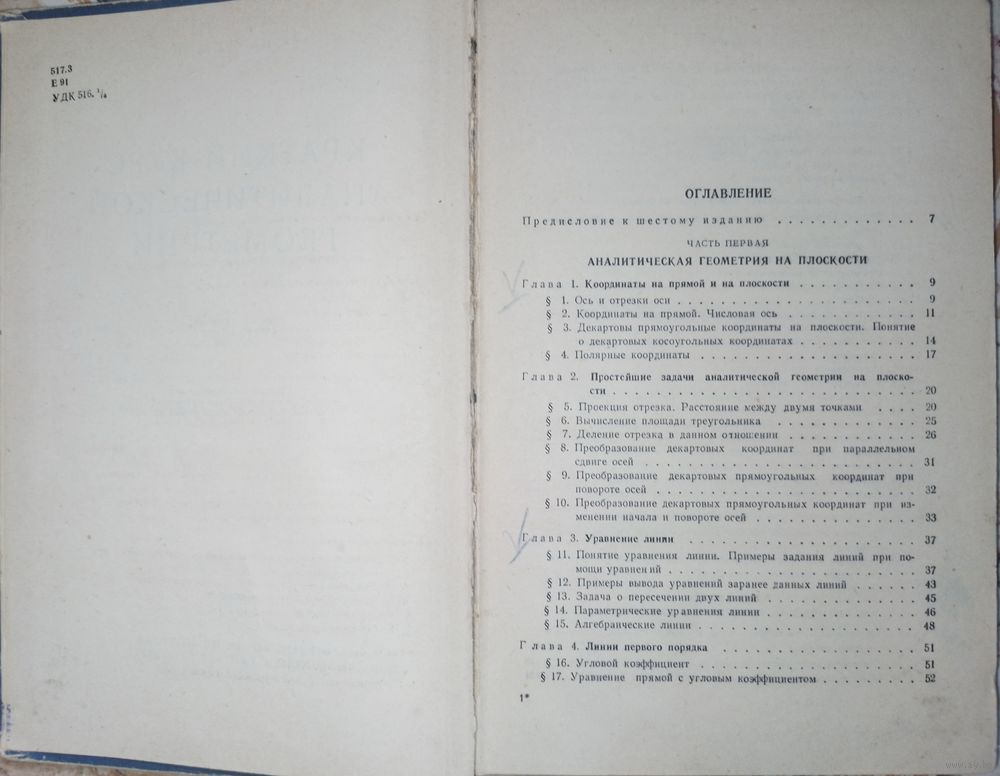 517.3
Е 91
УДК 516. ¹/₄
ОГЛАВЛЕНИЕ
Предисловие к шестому изданию . . . . . . . . . . . . . 7
ЧАСТЬ ПЕРВАЯ
АНАЛИТИЧЕСКАЯ ГЕОМЕТРИЯ НА ПЛОСКОСТИ
Глава 1. Координаты на прямой и на плоскости . . . . . . . . . . 9
§ 1. Ось и отрезки оси . . . . . . . . . . . . . . . . . . 9
§ 2. Координаты на прямой. Числовая ось . . . . . . . . . . 11
§ 3. Декартовы прямоугольные координаты на плоскости. Понятие
о декартовых косоугольных координатах . . . . . . . . . 14
§ 4. Полярные координаты . . . . . . . . . . . . . . . . 17
Глава 2. Простейшие задачи аналитической геометрии на плоско-
сти . . . . . . . . . . . . . . . . . . . . . . . 20
§ 5. Проекция отрезка. Расстояние между двумя точками . . . . 20
§ 6. Вычисление площади треугольника . . . . . . . . . . . 25
§ 7. Деление отрезка в данном отношении . . . . . . . . . . 26
§ 8. Преобразование декартовых координат при параллельном
сдвиге осей . . . . . . . . . . . . . . . . . . . . 31
§ 9. Преобразование декартовых прямоугольных координат при
повороте осей . . . . . . . . . . . . . . . . . . . 32
§ 10. Преобразование декартовых прямоугольных координат при из-
менении начала и повороте осей . . . . . . . . . . . . 33
Глава 3. Уравнение линии . . . . . . . . . . . . . . . . . . 37
§ 11. Понятие уравнения линии. Примеры задания линий при по-
мощи уравнений . . . . . . . . . . . . . . . . . . 37
§ 12. Примеры вывода уравнений заранее данных линий . . . . . 43
§ 13. Задача о пересечении двух линий . . . . . . . . . . . . 45
§ 14. Параметрические уравнения линии . . . . . . . . . . . 46
§ 15. Алгебраические линии . . . . . . . . . . . . . . . . 48
Глава 4. Линии первого порядка . . . . . . . . . . . . . . . 51
§ 16. Угловой коэффициент . . . . . . . . . . . . . . . . 51
§ 17. Уравнение прямой с угловым коэффициентом . . . . . . . . . 52
1*